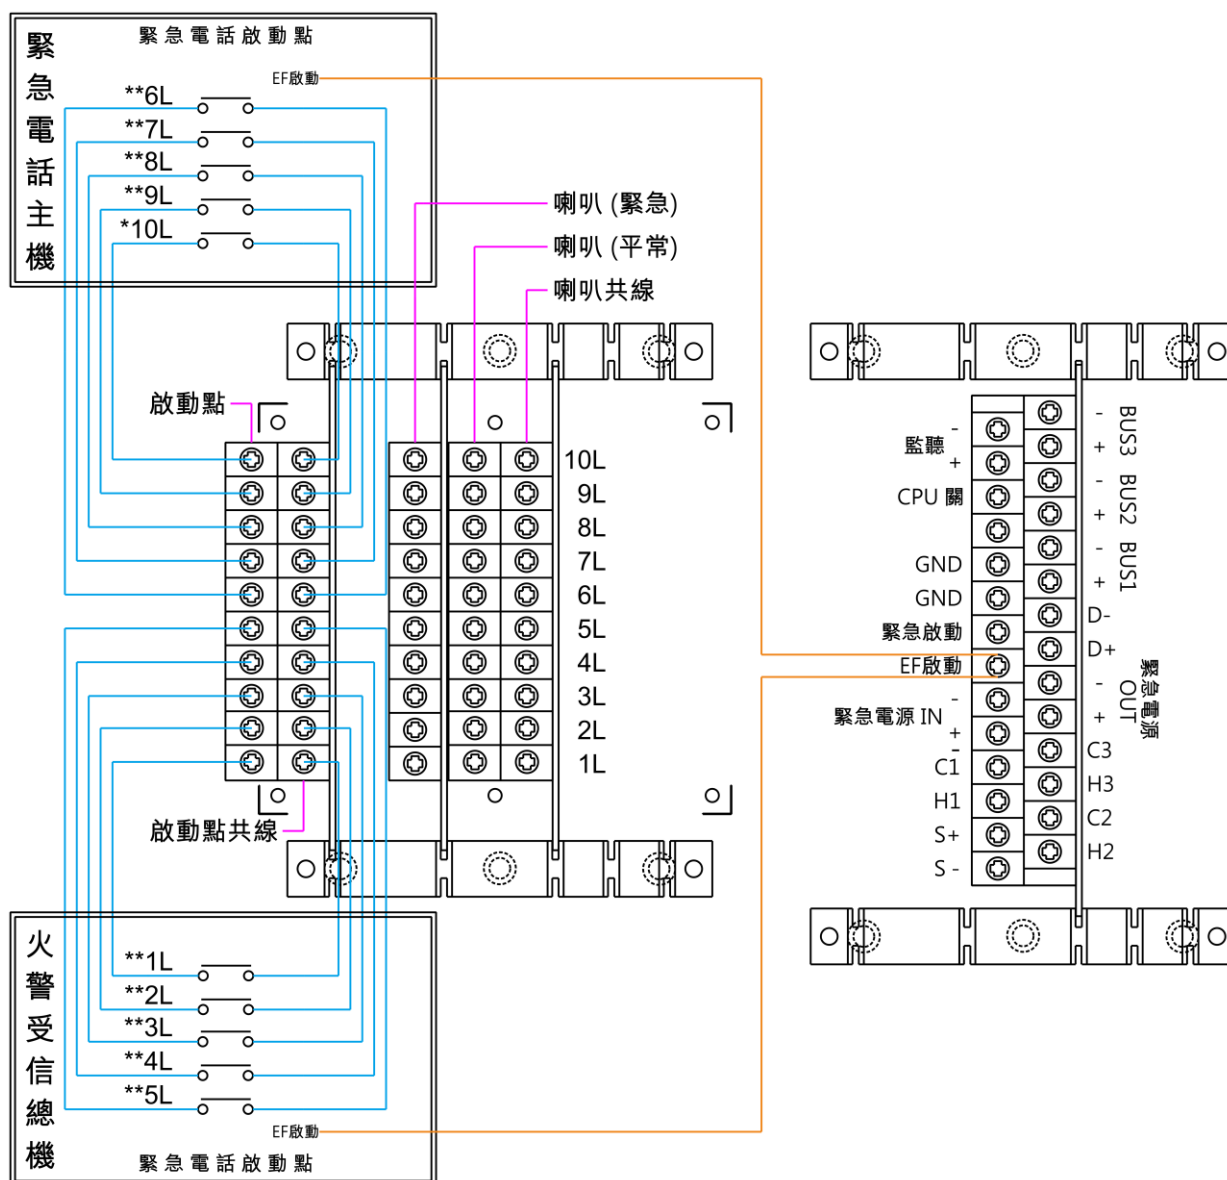 緊急電話主機
緊急電話啟動點
EF啟動
**6L
**7L
**8L
**9L
*10L
喇叭 (緊急)
喇叭 (平常)
喇叭共線
啟動點
10L
9L
8L
7L
6L
5L
4L
3L
2L
1L
啟動點共線
火警受信總機
**1L
**2L
**3L
**4L
**5L
EF啟動
緊急電話啟動點
-
監聽
+
CPU 關
GND
GND
緊急啟動
EF啟動
-
緊急電源 IN
+
-
C1
H1
S+
S -
-
BUS3
+
-
BUS2
+
-
BUS1
+
D-
D+
-
緊急電源
OUT
+
C3
H3
C2
H2